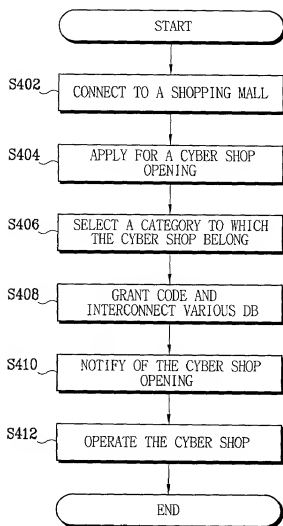 START
S402
CONNECT TO A SHOPPING MALL
S404
APPLY FOR A CYBER SHOP
OPENING
S406
SELECT A CATEGORY TO WHICH
THE CYBER SHOP BELONG
S408
GRANT CODE AND
INTERCONNECT VARIOUS DB
S410
NOTIFY OF THE CYBER SHOP
OPENING
S412
OPERATE THE CYBER SHOP
END